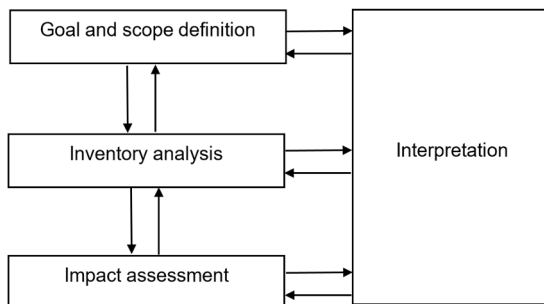 Goal and scope definition
Inventory analysis
Interpretation
Impact assessment